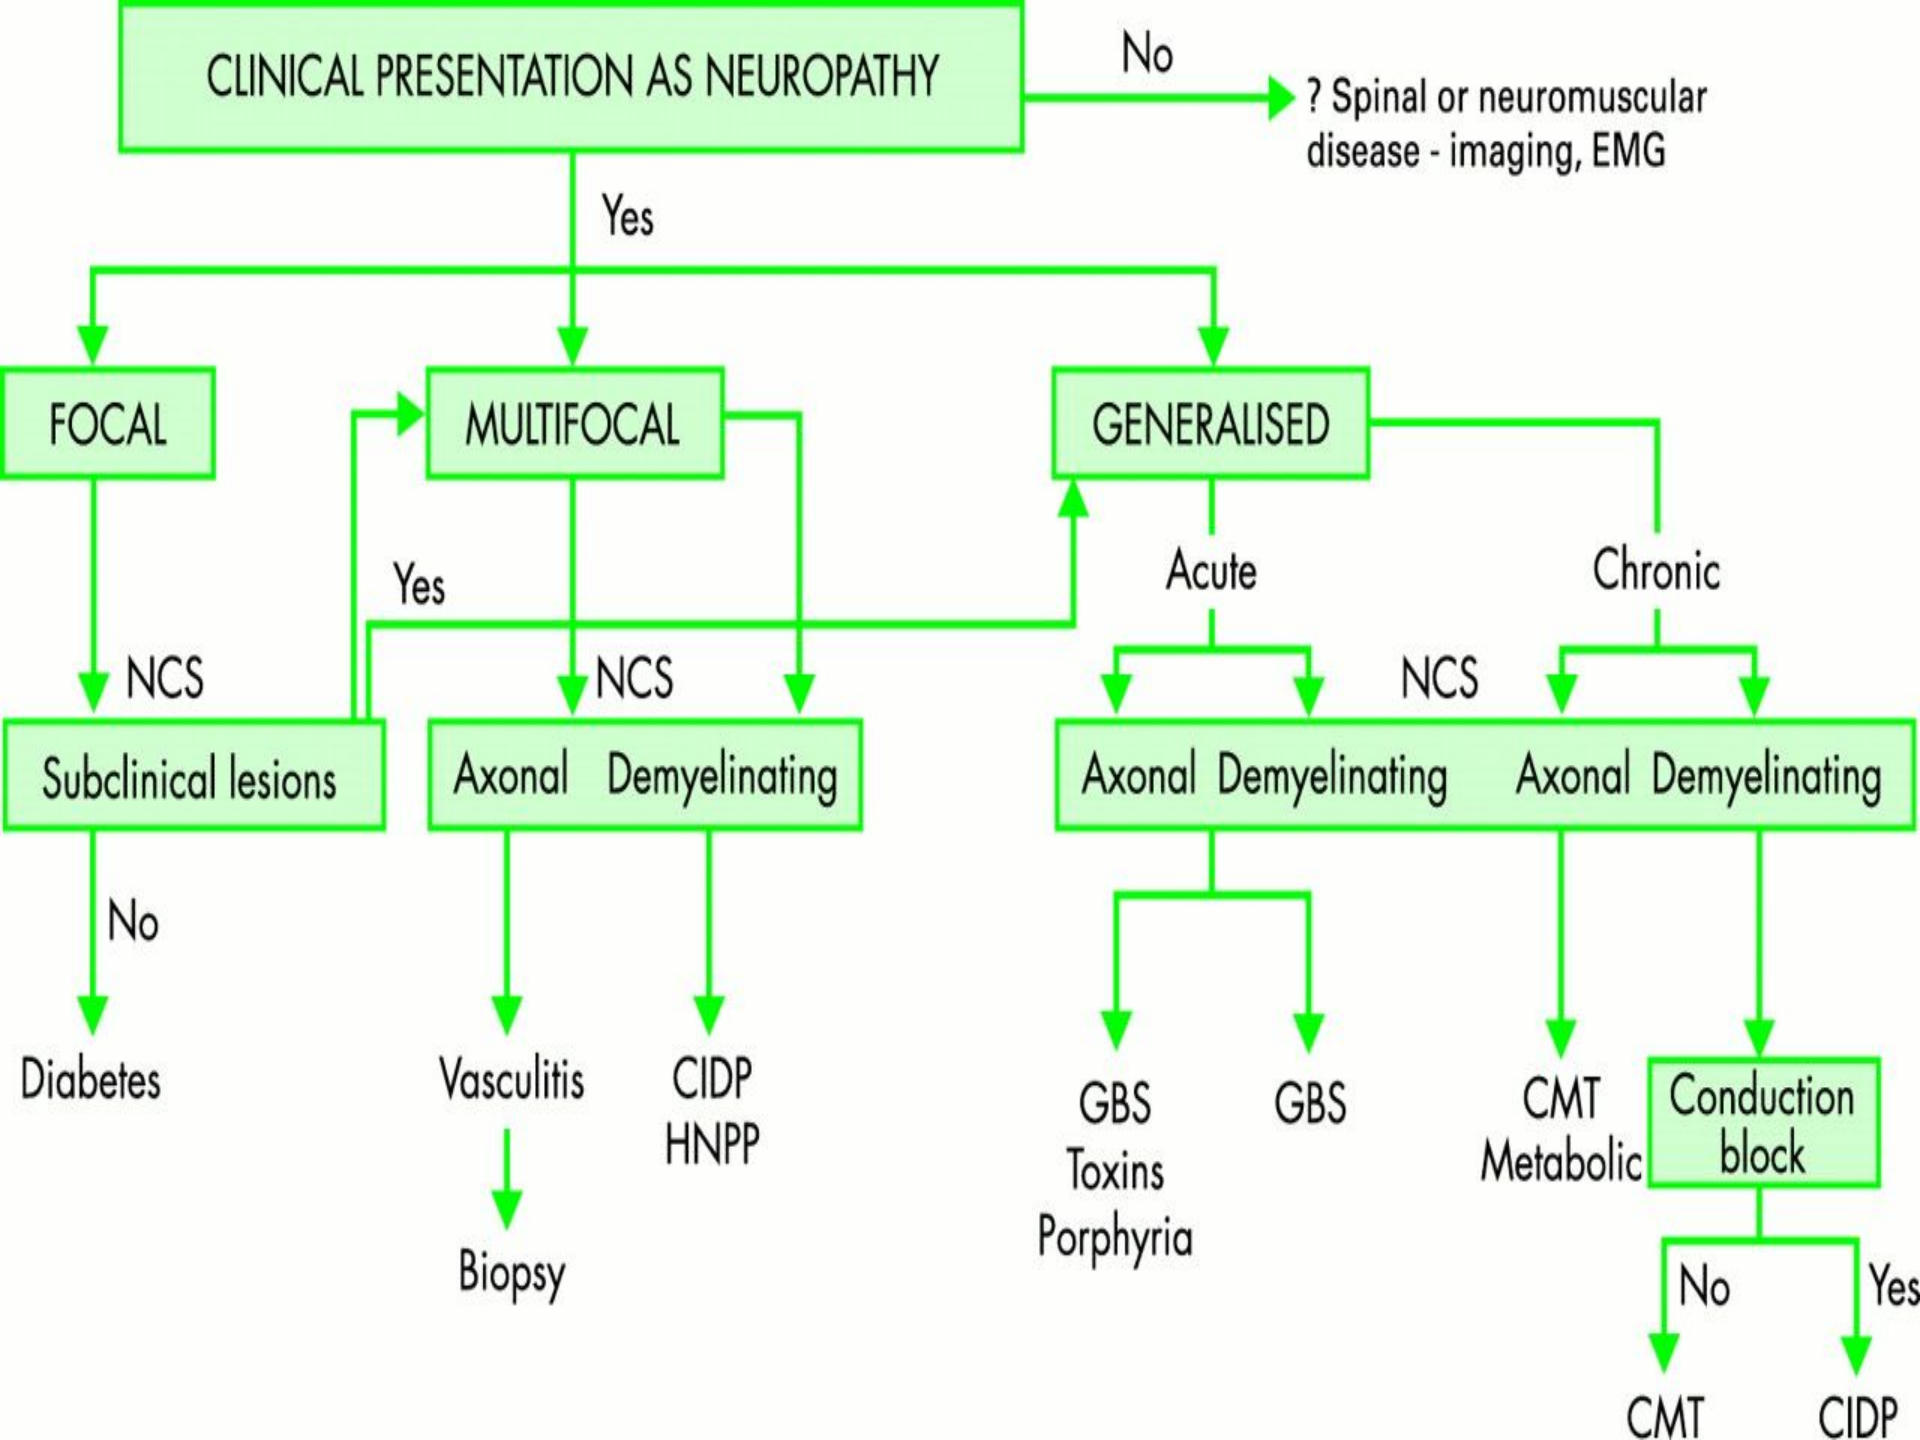 CLINICAL PRESENTATION AS NEUROPATHY
No
? Spinal or neuromuscular
disease - imaging, EMG
Yes
FOCAL
MULTIFOCAL
GENERALISED
Yes
Acute
Chronic
NCS
NCS
NCS
Subclinical lesions
Axonal Demyelinating
Axonal Demyelinating
Axonal Demyelinating
No
Diabetes
Vasculitis
Biopsy
CIDP
HNPP
GBS
Toxins
Porphyria
GBS
CMT
Metabolic
Conduction
block
No
Yes
CMT
CIDP